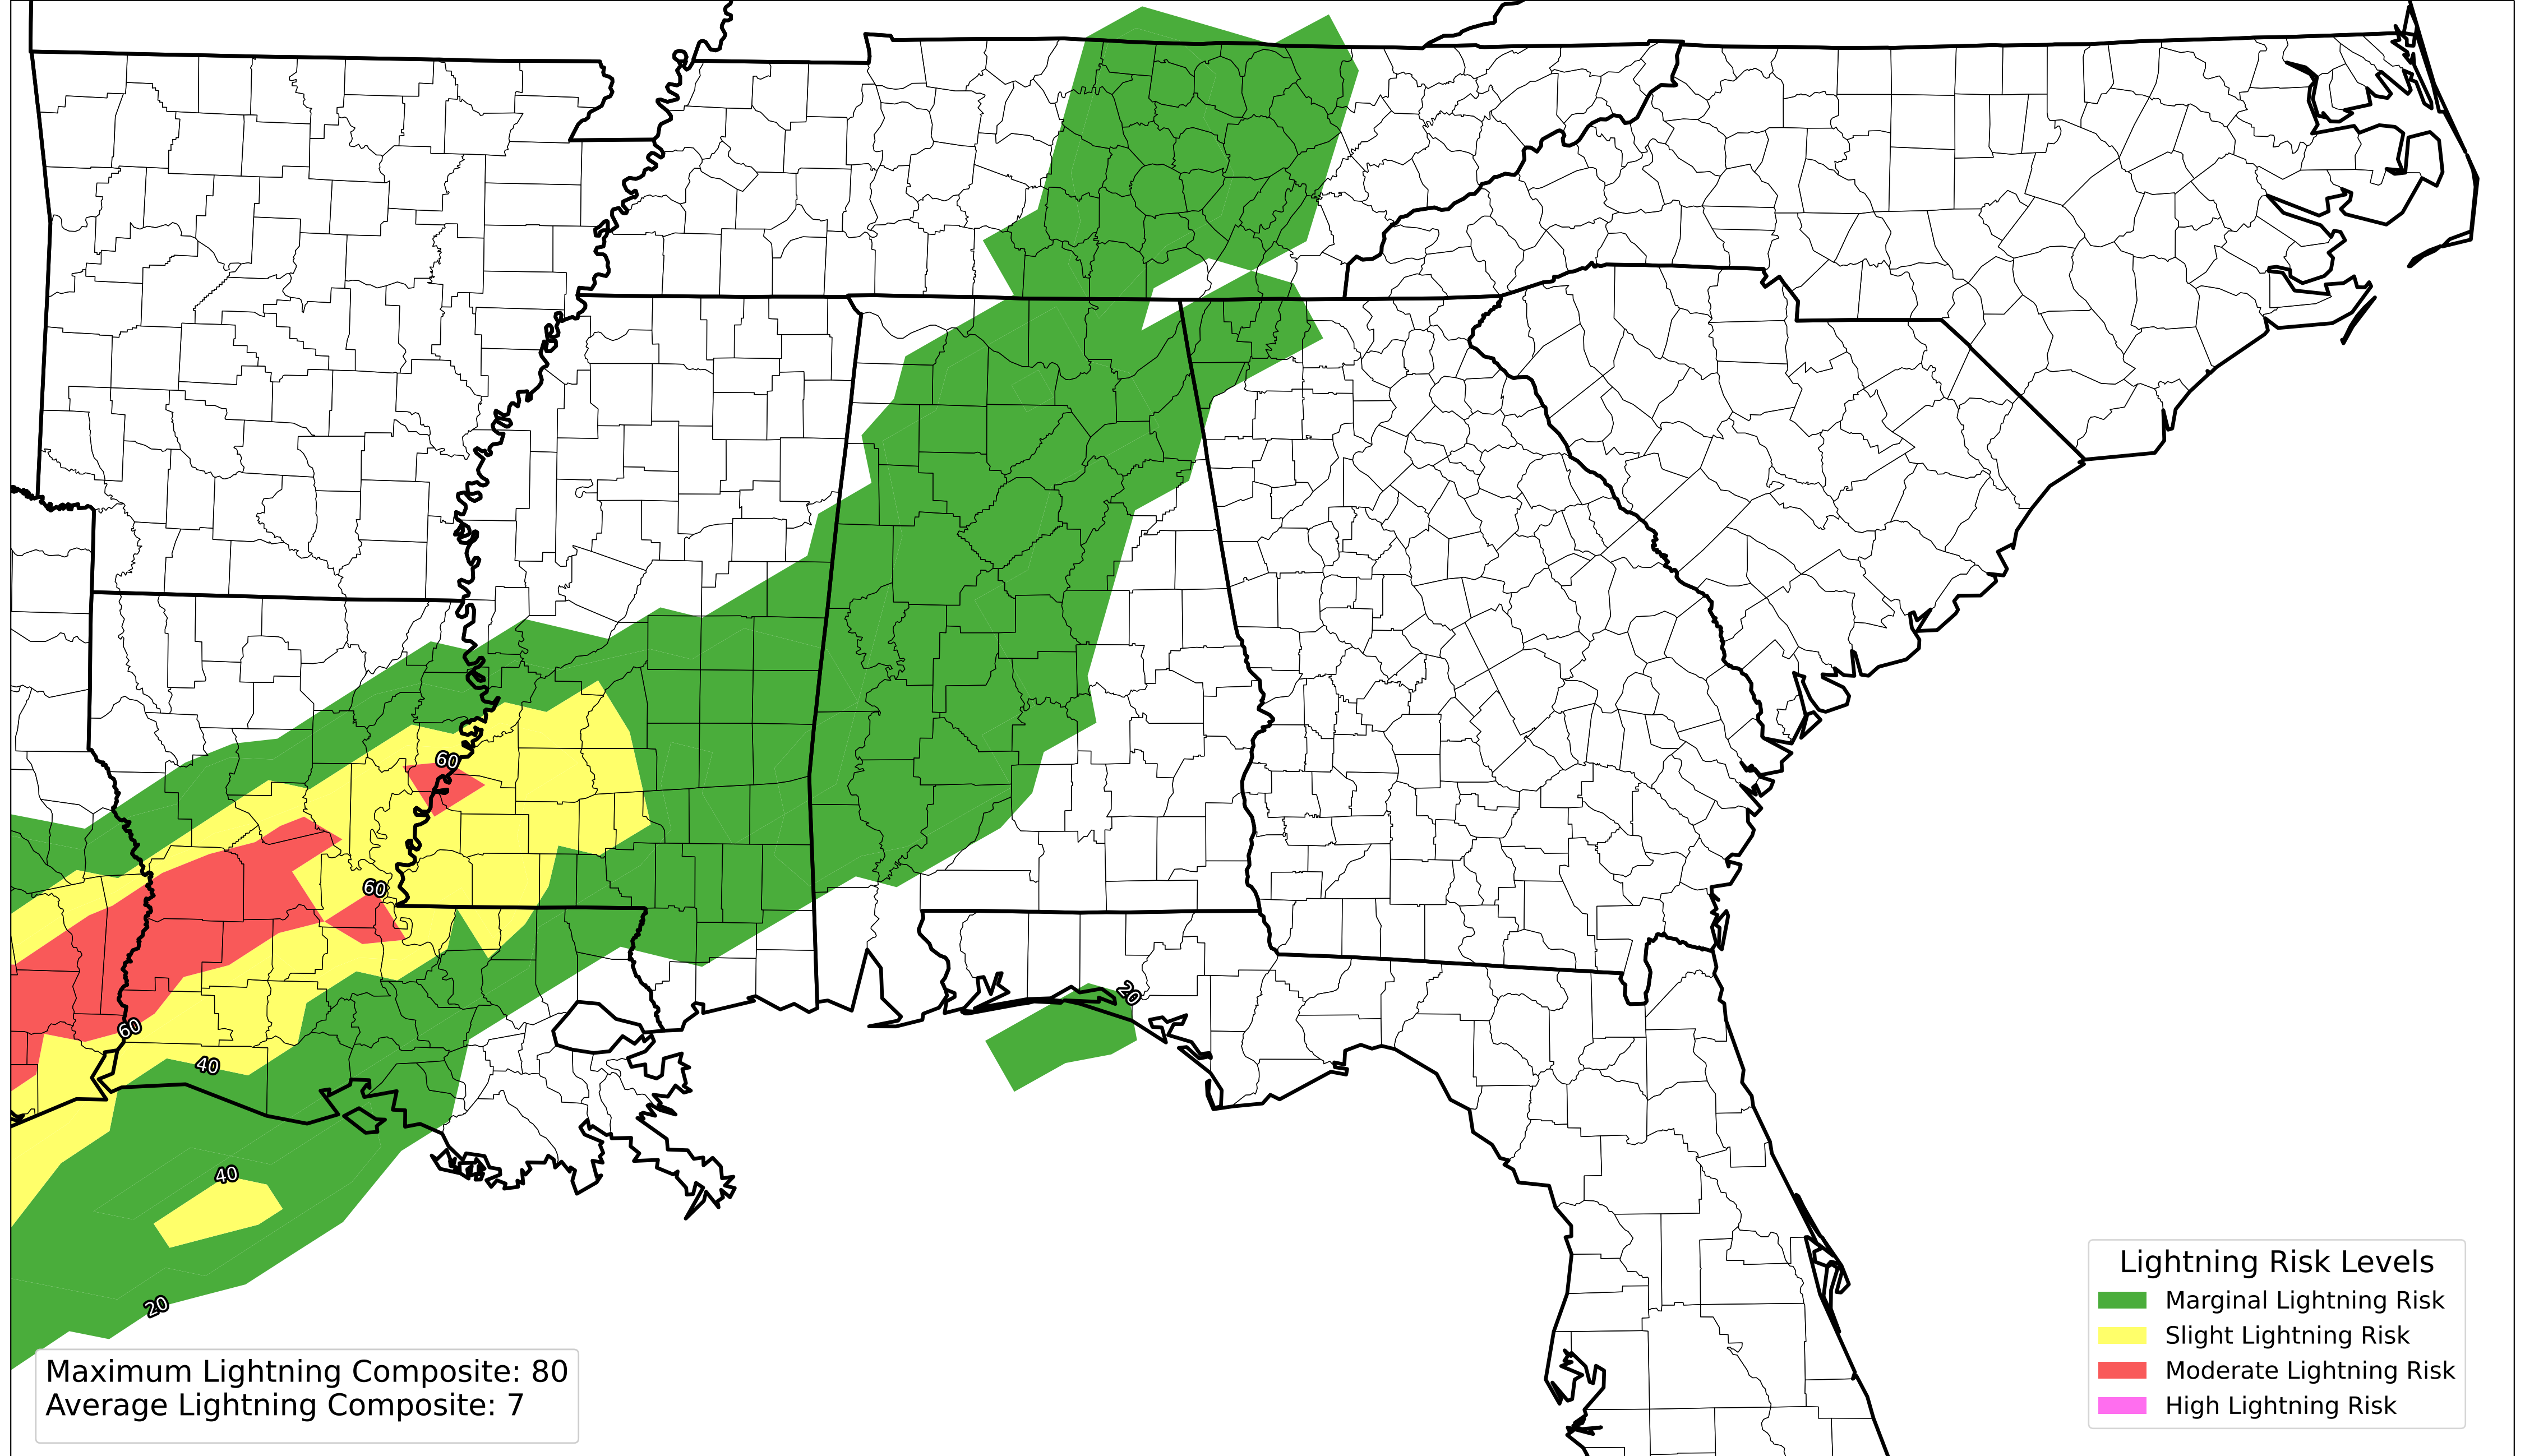 60
60
60
40
20
40
20
Maximum Lightning Composite: 80
Average Lightning Composite: 7
Lightning Risk Levels
Marginal Lightning Risk
Slight Lightning Risk
Moderate Lightning Risk
High Lightning Risk